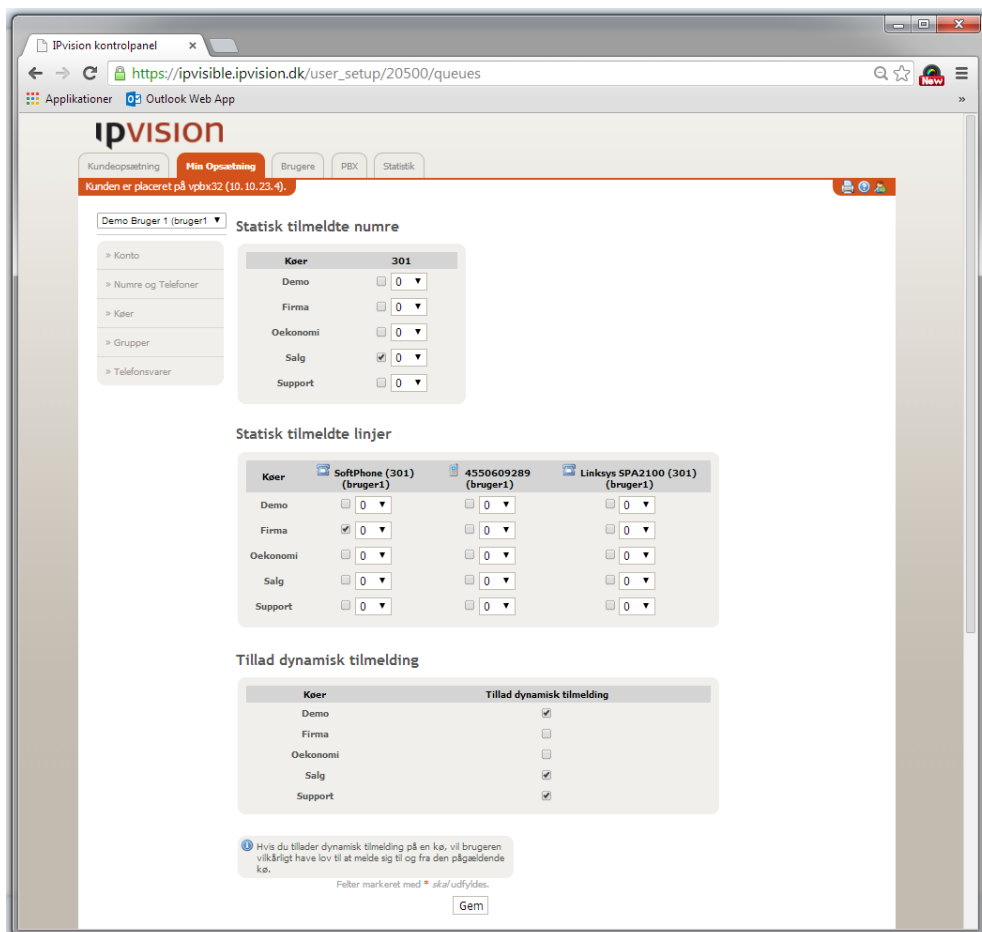 IPvision kontrolpanel
https://ipvisible.ipvision.dk/user_setup/20500/queues
New
Applikationer Outlook Web App »
ipvision
Kundeopsætning Min Opsætning Brugere PBX Statistik
Kunden er placeret på vpbx32 (10.10.23.4).
Demo Bruger 1 (bruger1
» Konto
» Numre og Telefoner
» Køer
» Grupper
» Telefonsvarer
Statisk tilmeldte numre
Køer 301
Demo 0
Firma 0
Oekonomi 0
Salg 0
Support 0
Statisk tilmeldte linjer
Køer SoftPhone (301) (bruger1) 4550609289 (bruger1) Linksys SPA2100 (301) (bruger1)
Demo 0 0 0
Firma 0 0 0
Oekonomi 0 0 0
Salg 0 0 0
Support 0 0 0
Tillad dynamisk tilmelding
Køer Tillad dynamisk tilmelding
Demo
Firma
Oekonomi
Salg
Support
Hvis du tillader dynamisk tilmelding på en kø, vil brugeren
vilkårligt have lov til at melde sig til og fra den pågældende
kø.
Felter markeret med * skal udfyldes.
Gem